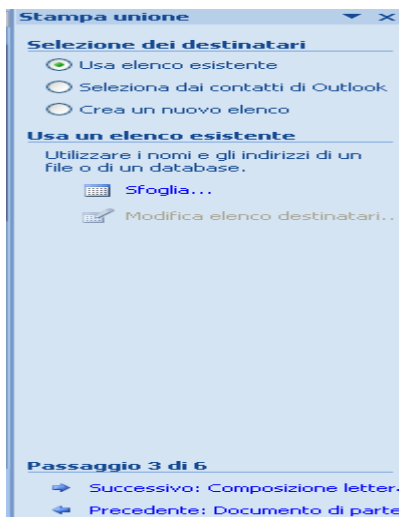 Stampa unione
Selezione dei destinatari
Usa elenco esistente
Seleziona dai contatti di Outlook
Crea un nuovo elenco
Usa un elenco esistente
Utilizzare i nomi e gli indirizzi di un
file o di un database.
Sfoglia...
Modifica elenco destinatari..
Passaggio 3 di 6
Successivo: Composizione letter
Precedente: Documento di parte